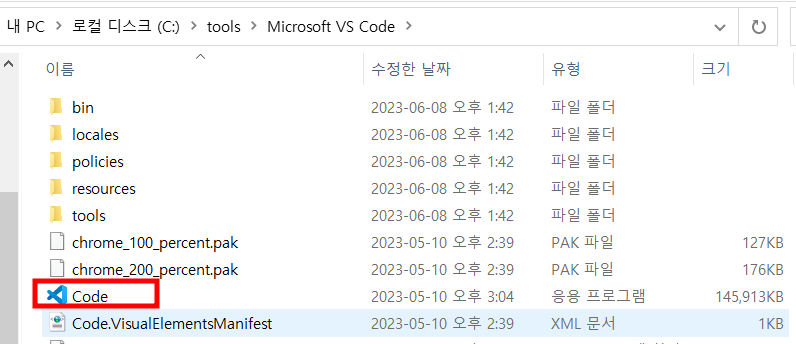 내 PC > 로컬 디스크 (C:) > tools > Microsoft VS Code >
이름 수정한 날짜 유형 크기
bin 2023-06-08 오후 1:42 파일 폴더
locales 2023-06-08 오후 1:42 파일 폴더
policies 2023-06-08 오후 1:42 파일 폴더
resources 2023-06-08 오후 1:42 파일 폴더
tools 2023-06-08 오후 1:42 파일 폴더
chrome_100_percent.pak 2023-05-10 오후 2:39 PAK 파일 127KB
chrome_200_percent.pak 2023-05-10 오후 2:39 PAK 파일 176KB
Code 2023-05-10 오후 3:04 응용 프로그램 145,913KB
Code.VisualElementsManifest 2023-05-10 오후 2:39 XML 문서 1KB